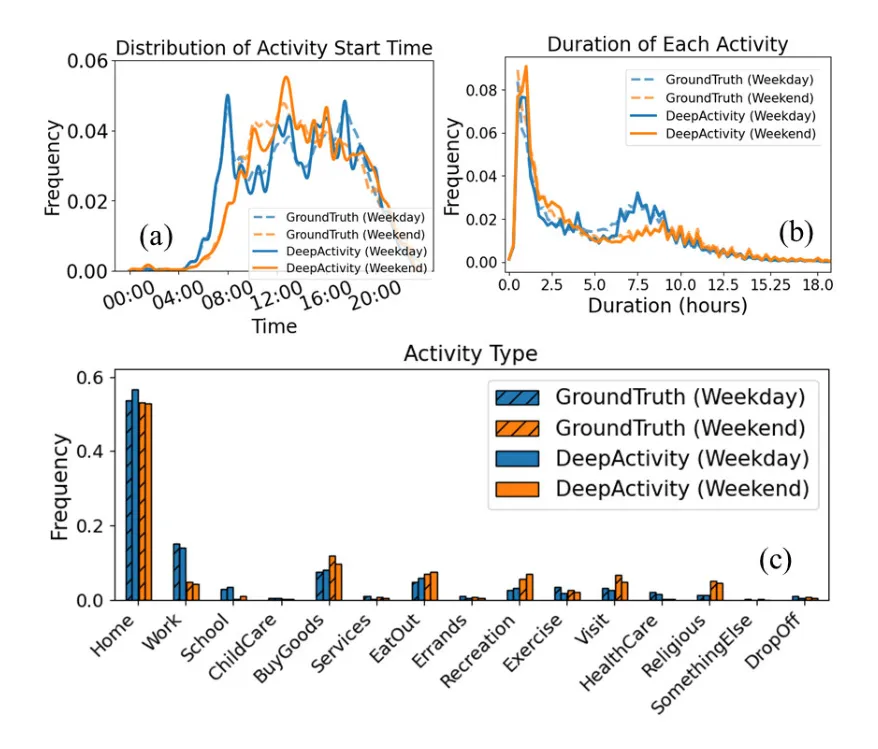 Distribution of Activity Start Time
0.06
0.04
0.02
0.00
Frequency
(a)
GroundTruth (Weekday)
GroundTruth (Weekend)
DeepActivity (Weekday)
DeepActivity (Weekend)
00:00 04:00 08:00 12:00 16:00 20:00
Time
Duration of Each Activity
0.08
0.06
0.04
0.02
0.00
Frequency
GroundTruth (Weekday)
GroundTruth (Weekend)
DeepActivity (Weekday)
DeepActivity (Weekend)
(b)
0.0 2.5 5.0 7.5 10.0 12.5 15.25 18.0
Duration (hours)
Activity Type
0.6
0.4
0.2
0.0
Frequency
GroundTruth (Weekday)
GroundTruth (Weekend)
DeepActivity (Weekday)
DeepActivity (Weekend)
(c)
Home
Work
School
ChildCare
BuyGoods
Services
EatOut
Errands
Recreation
Exercise
Visit
HealthCare
Religious
SomethingElse
DropOff